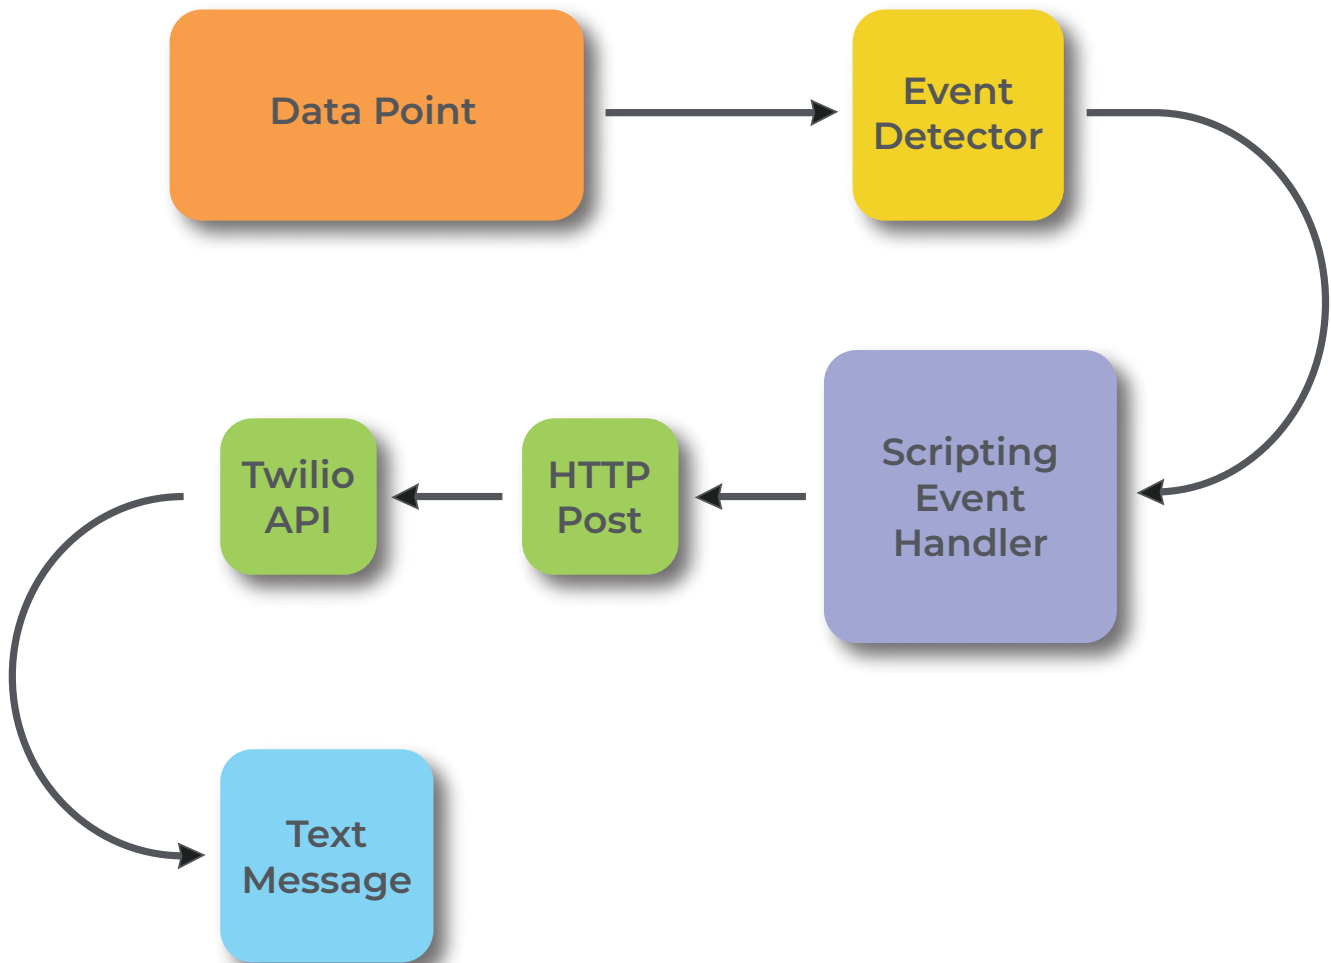 Data Point
Event
Detector
Scripting
Event
Handler
HTTP
Post
Twilio
API
Text
Message